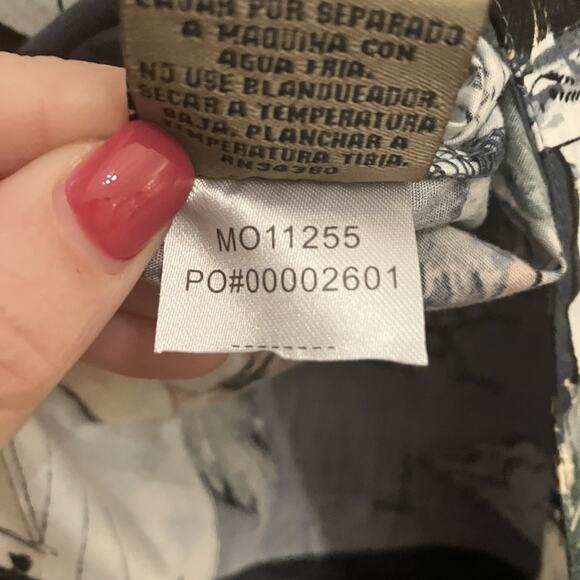 LAVAR POR SEPARADO
A MAQUINA CON
AGUA FRIA.
NO USE BLANQUEADOR.
SECAR A TEMPERATURA
BAJA. PLANCHAR A
TEMPERATURA TIBIA.
RN34360
MO11255
PO#00002601